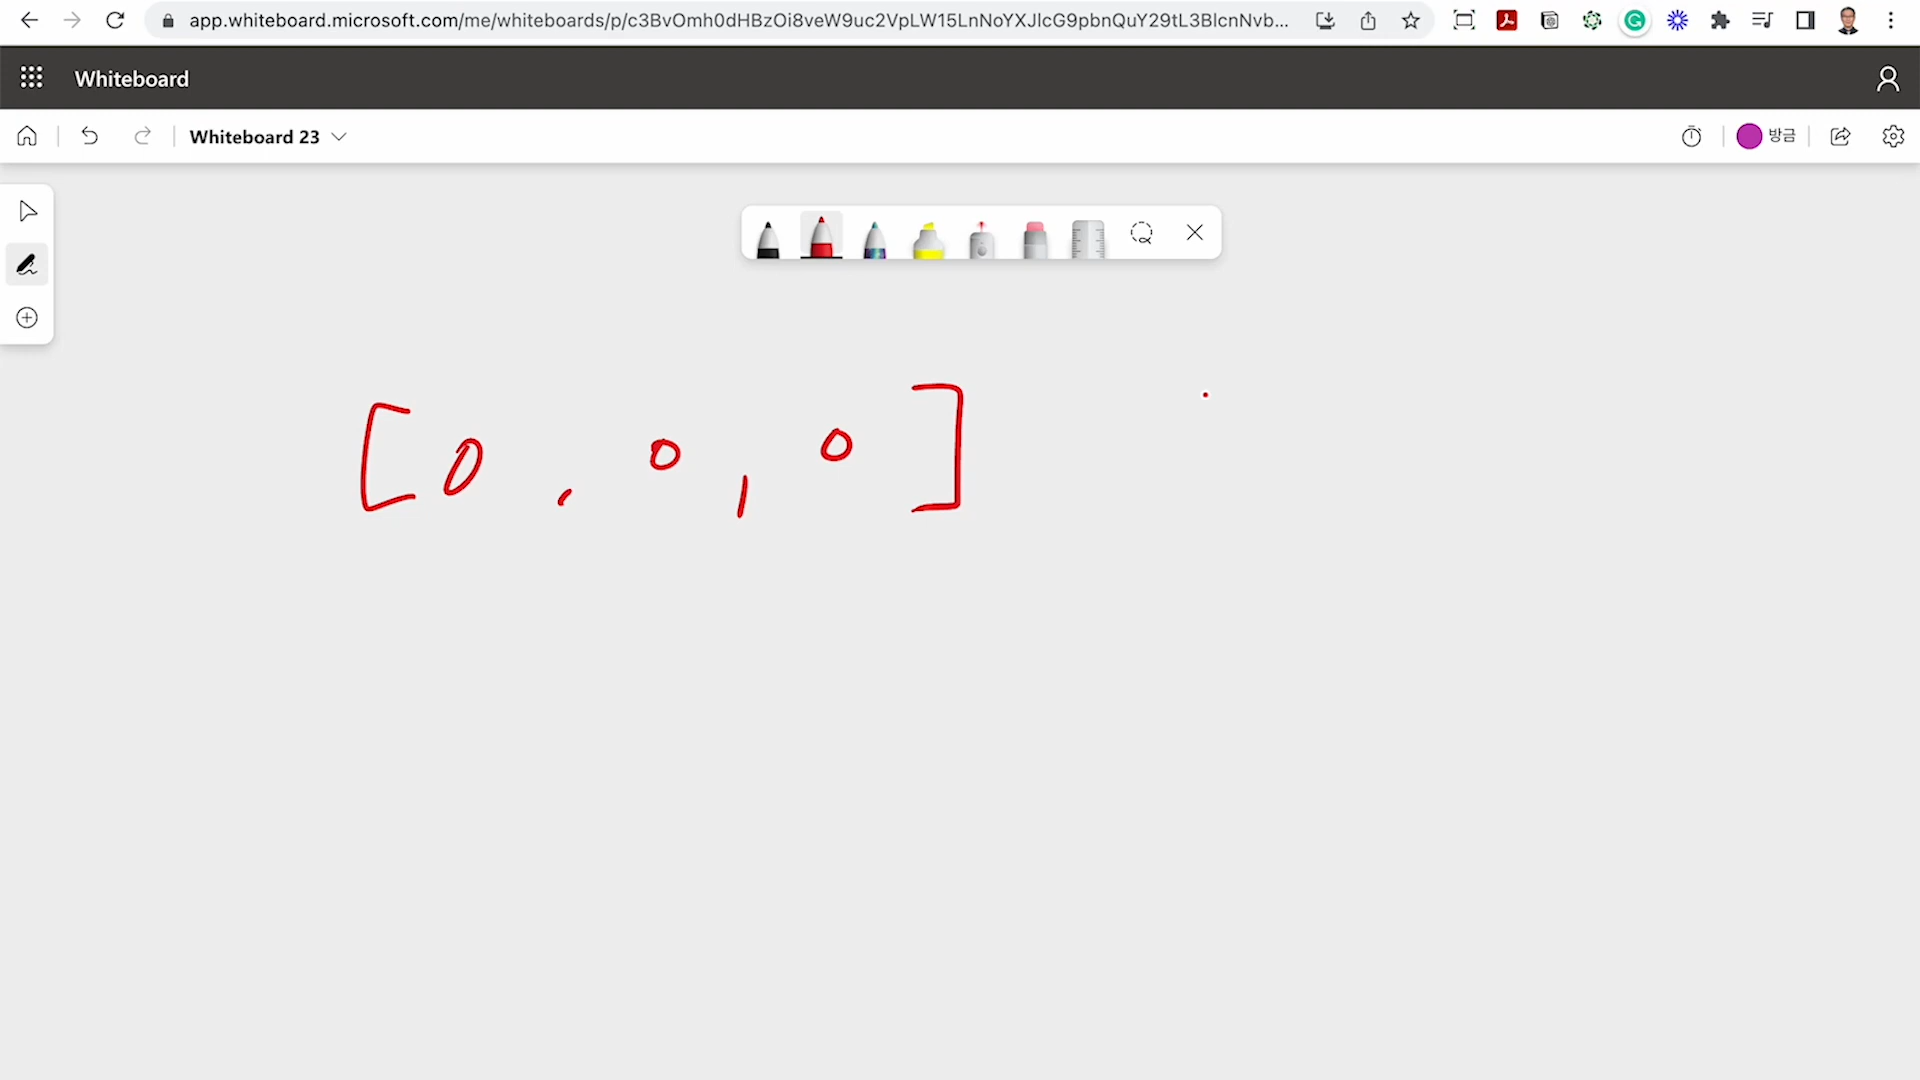 app.whiteboard.microsoft.com/me/whiteboards/p/c3BvOmh0dHBzOi8veW9uc2VpLW15LnNoYXJlcG9pbnQuY29tL3BlcnNvb...
Whiteboard
Whiteboard 23
방금
[ 0 , 0 , 0 ]